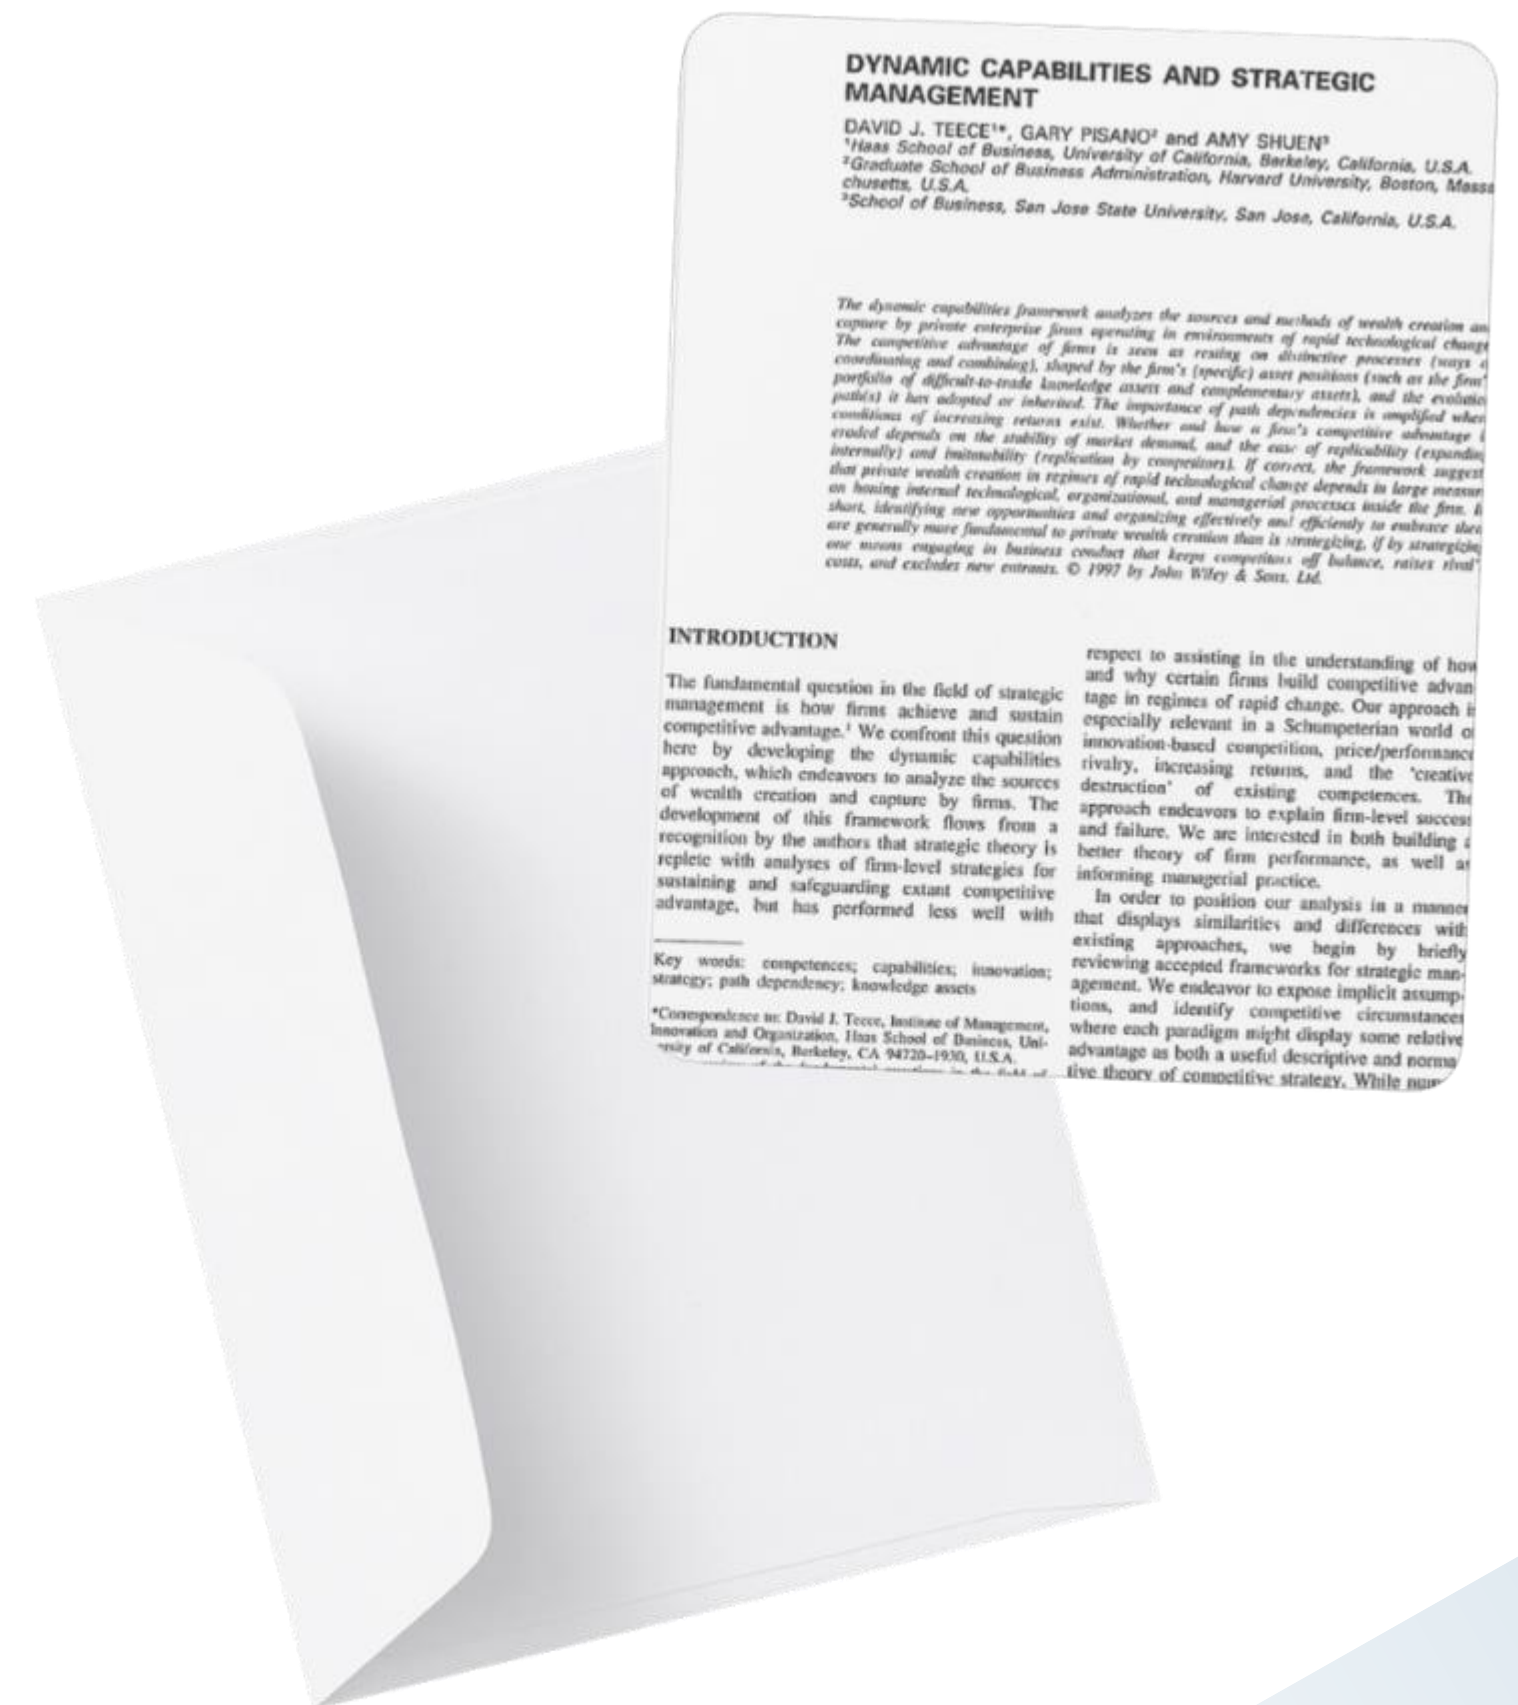 DYNAMIC CAPABILITIES AND STRATEGIC
MANAGEMENT
DAVID J. TEECE¹*, GARY PISANO² and AMY SHUEN³
¹Haas School of Business, University of California, Berkeley, California, U.S.A.
²Graduate School of Business Administration, Harvard University, Boston, Massa
chusetts, U.S.A.
³School of Business, San Jose State University, San Jose, California, U.S.A.
The dynamic capabilities framework analyzes the sources and methods of wealth creation an
capture by private enterprise firms operating in environments of rapid technological change
The competitive advantage of firms is seen as resting on distinctive processes (ways o
coordinating and combining), shaped by the firm's (specific) asset positions (such as the firm'
portfolio of difficult-to-trade knowledge assets and complementary assets), and the evolution
path(s) it has adopted or inherited. The importance of path dependencies is amplified wher
conditions of increasing returns exist. Whether and how a firm's competitive advantage i
eroded depends on the stability of market demand, and the ease of replicability (expandin
internally) and imitatability (replication by competitors). If correct, the framework suggest
that private wealth creation in regimes of rapid technological change depends in large measur
on honing internal technological, organizational, and managerial processes inside the firm. I
short, identifying new opportunities and organizing effectively and efficiently to embrace ther
are generally more fundamental to private wealth creation than is strategizing, if by strategizin
one means engaging in business conduct that keeps competitors off balance, raises rival'
costs, and excludes new entrants. © 1997 by John Wiley & Sons, Ltd.
INTRODUCTION
The fundamental question in the field of strategic
management is how firms achieve and sustain
competitive advantage.¹ We confront this question
here by developing the dynamic capabilities
approach, which endeavors to analyze the sources
of wealth creation and capture by firms. The
development of this framework flows from a
recognition by the authors that strategic theory is
replete with analyses of firm-level strategies for
sustaining and safeguarding extant competitive
advantage, but has performed less well with
Key words: competences; capabilities; innovation;
strategy; path dependency; knowledge assets
*Correspondence to: David J. Teece, Institute of Management,
Innovation and Organization, Haas School of Business, Uni-
ersity of California, Berkeley, CA 94720–1930, U.S.A.
of the fundamental questions in the field of
respect to assisting in the understanding of how
and why certain firms build competitive advan
tage in regimes of rapid change. Our approach is
especially relevant in a Schumpeterian world o
innovation-based competition, price/performance
rivalry, increasing returns, and the 'creative
destruction' of existing competences. The
approach endeavors to explain firm-level success
and failure. We are interested in both building a
better theory of firm performance, as well as
informing managerial practice.
In order to position our analysis in a manner
that displays similarities and differences with
existing approaches, we begin by briefly
reviewing accepted frameworks for strategic man-
agement. We endeavor to expose implicit assump-
tions, and identify competitive circumstances
where each paradigm might display some relative
advantage as both a useful descriptive and norma
tive theory of competitive strategy. While